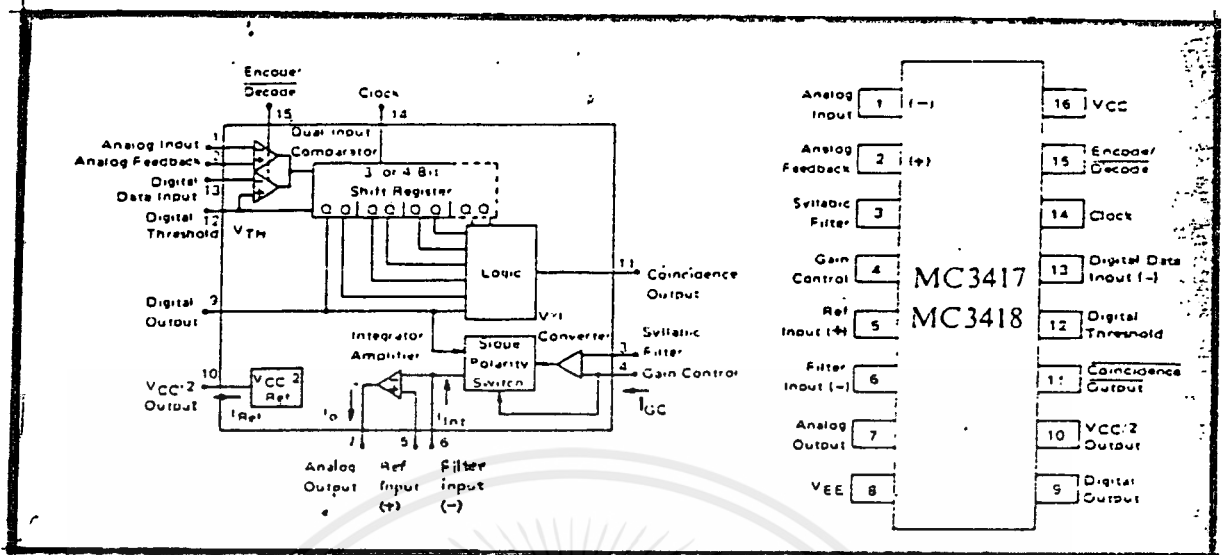 Encoder
Decode
15
Clock
14
Dual Input
Comparator
Analog Input 1
Analog Feedback 2
Digital
Data Input 13
Digital 12
Threshold
VTH
3 or 4 Bit
Shift Register
Q Q Q Q Q Q Q Q
Logic
11
Coincidence
Output
Digital 9
Output
Integrator
Amplifier
V-I
Converter
Slope
Polarity
Switch
Syllabic
3 Filter
4 Gain Control
10
VCC/2
Output
VCC/2
Ref
IRef
Io
IInt
IGC
7 5 6
Analog
Output
Ref
Input
(+)
Filter
Input
(-)
Analog
Input
1 (-)
Analog
Feedback
2 (+)
Syllabic
Filter
3
Gain
Control
4
Ref
Input (+)
5
Filter
Input (-)
6
Analog
Output
7
VEE 8
MC3417
MC3418
16 VCC
15 Encoder
Decode
14 Clock
13 Digital Data
Input (-)
12 Digital
Threshold
11 Coincidence
Output
10 VCC/2
Output
9 Digital
Output